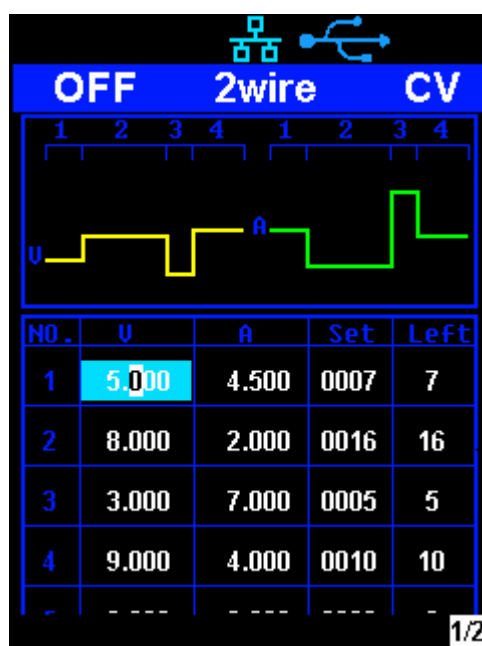 OFF 2wire CV
1 2 3 4 1 2 3 4
V A
NO. V A Set Left
1 5.000 4.500 0007 7
2 8.000 2.000 0016 16
3 3.000 7.000 0005 5
4 9.000 4.000 0010 10
1/2